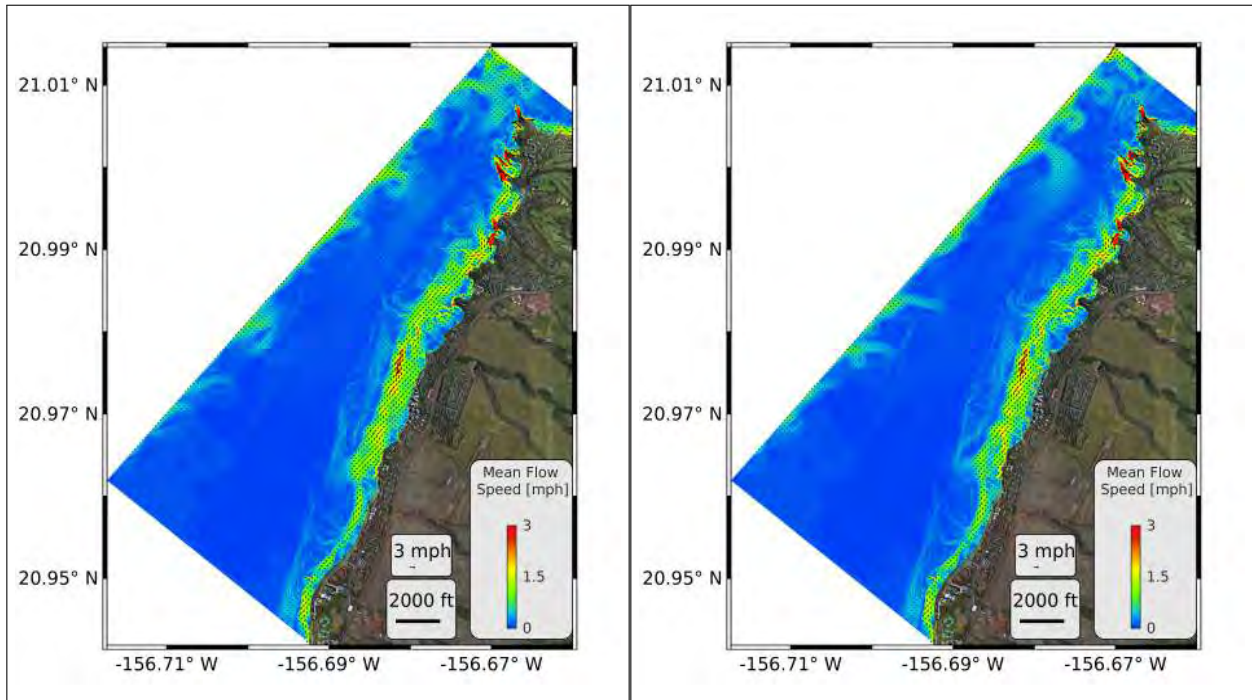 21.01° N
20.99° N
20.97° N
20.95° N
-156.71° W
-156.69° W
-156.67° W
Mean Flow
Speed [mph]
3
1.5
0
3 mph
2000 ft
21.01° N
20.99° N
20.97° N
20.95° N
-156.71° W
-156.69° W
-156.67° W
Mean Flow
Speed [mph]
3
1.5
0
3 mph
2000 ft